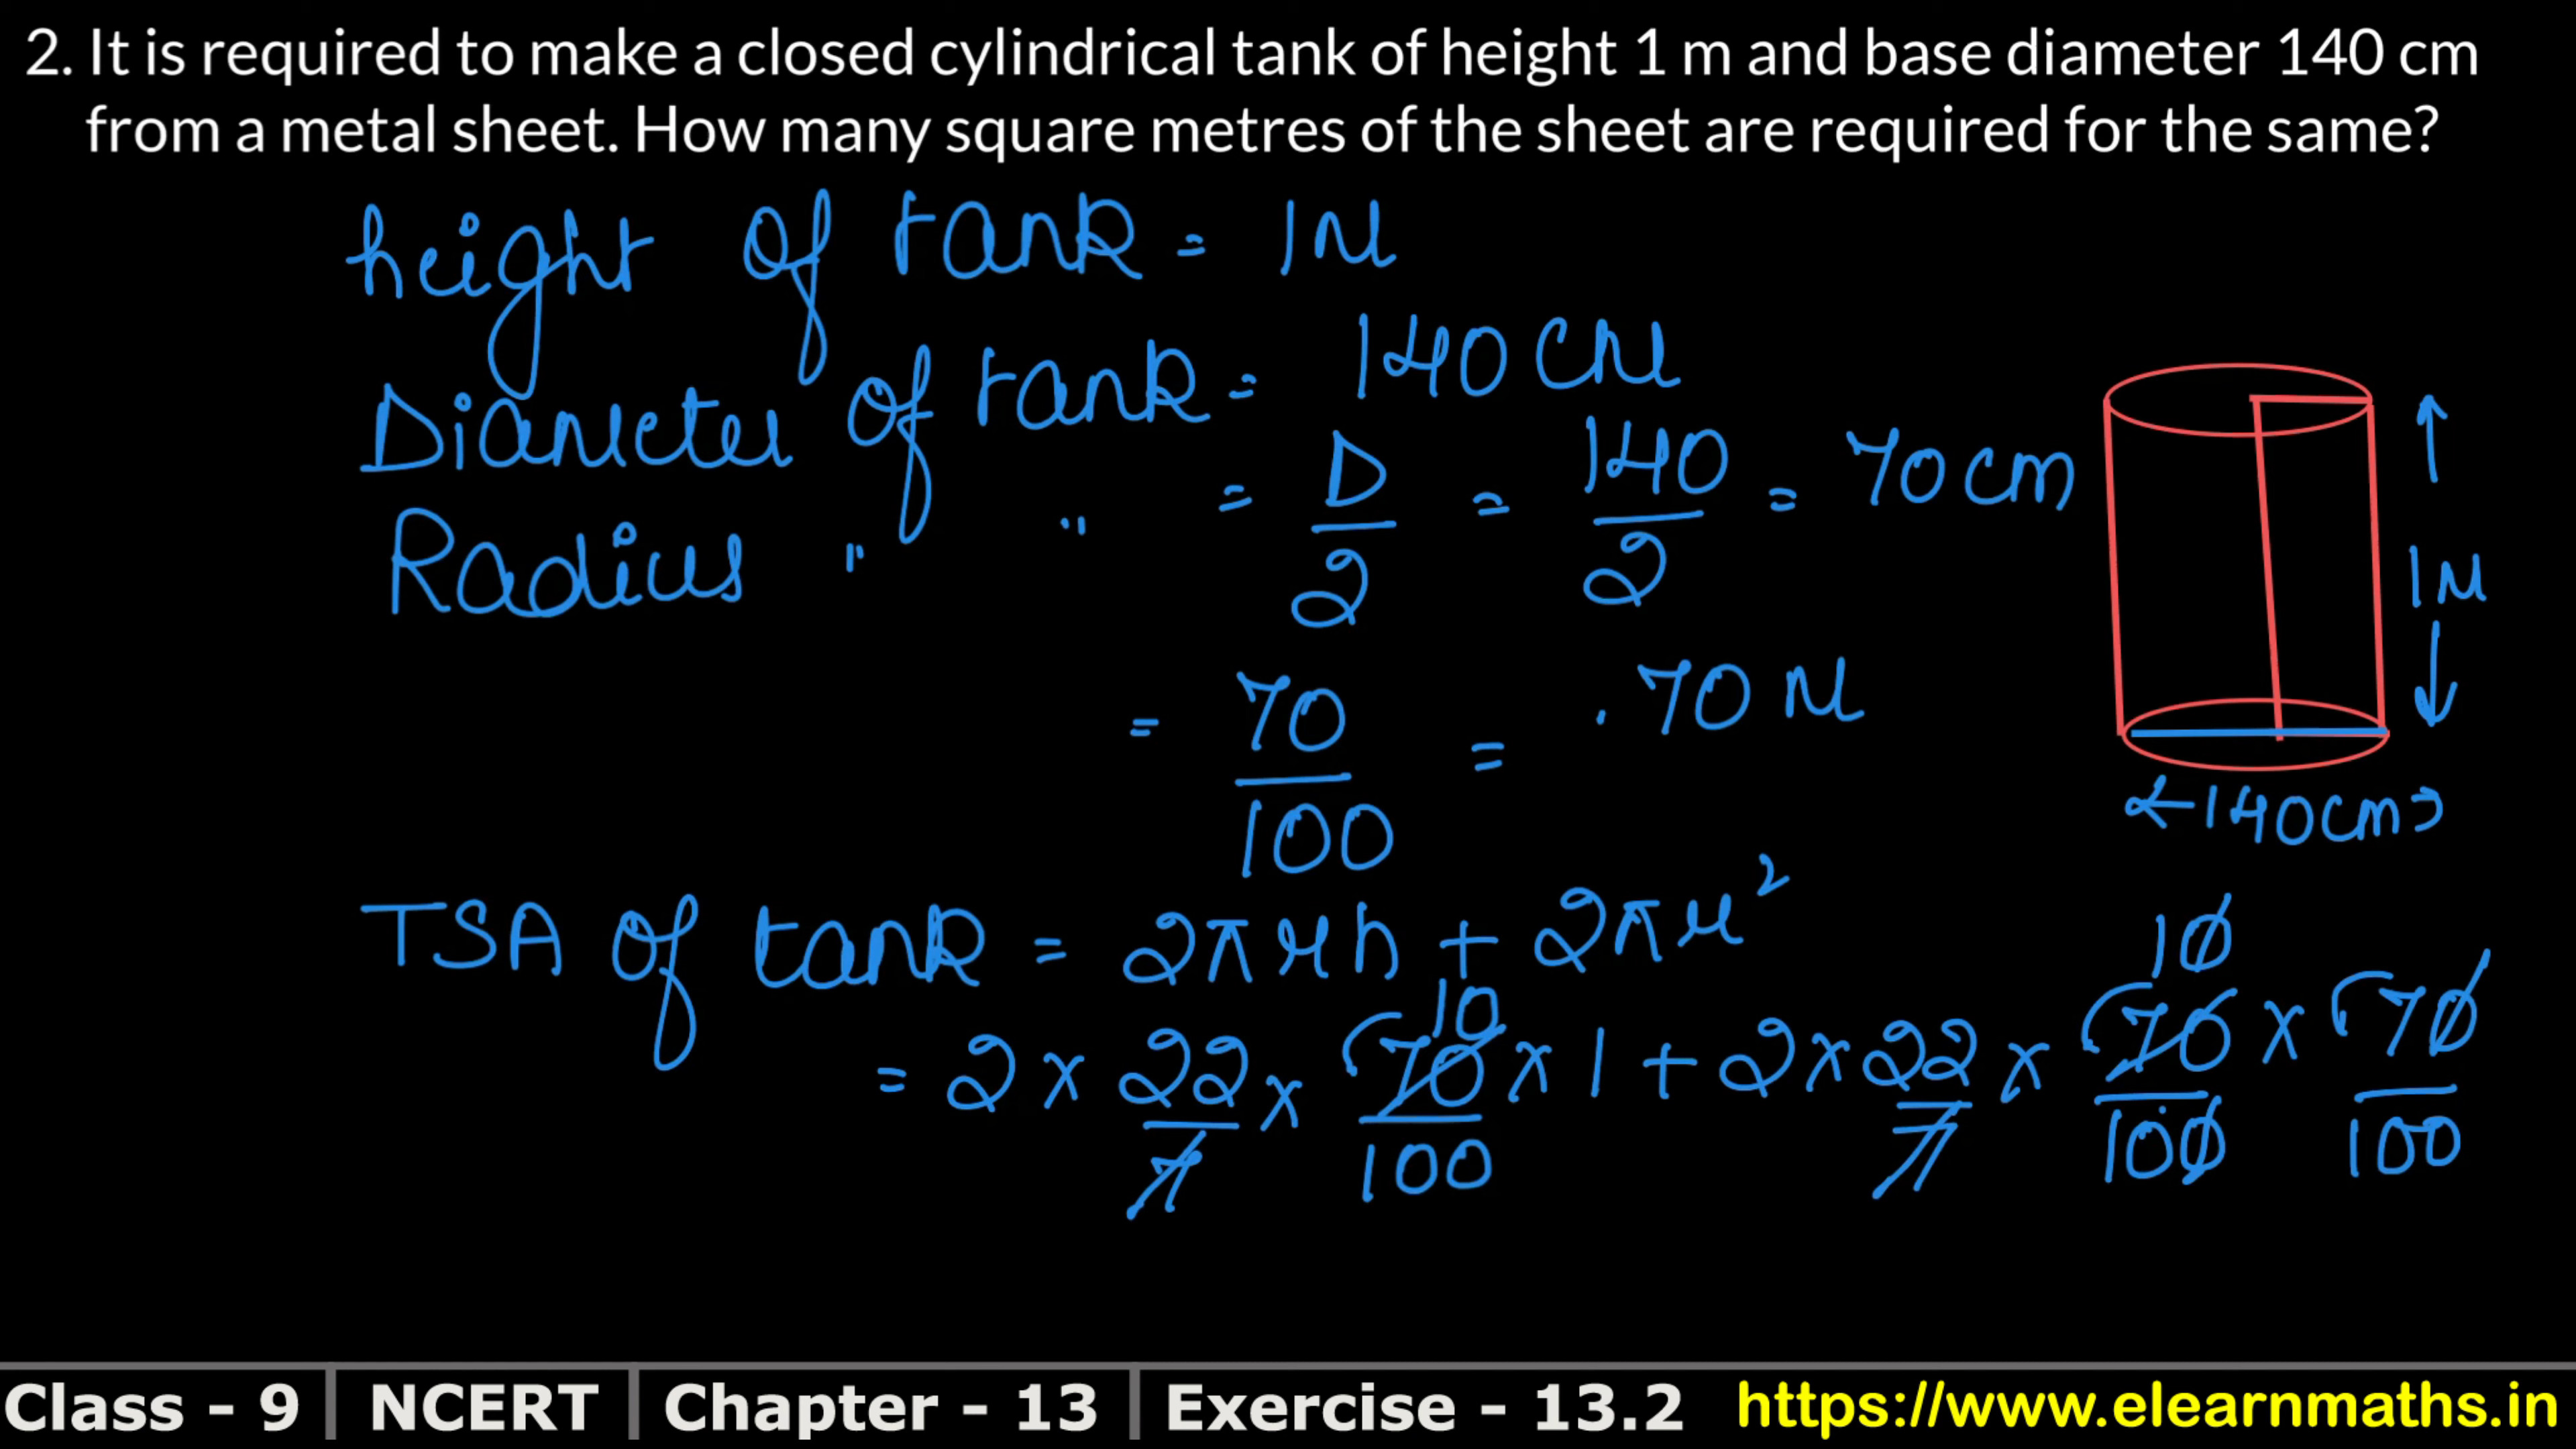 2. It is required to make a closed cylindrical tank of height 1 m and base diameter 140 cm
from a metal sheet. How many square metres of the sheet are required for the same?
height of tank = 1M
Diameter of tank = 140 CM
Radius " " = D/2 = 140/2 = 70 cm
= 70/100 = .70 M
1M
←140cm→
TSA of tank = 2πrh + 2πr²
10 10
= 2 × 22/7 × 70/100 × 1 + 2 × 22/7 × 70/100 × 70/100
Class - 9 | NCERT | Chapter - 13 | Exercise - 13.2 https://www.elearnmaths.in